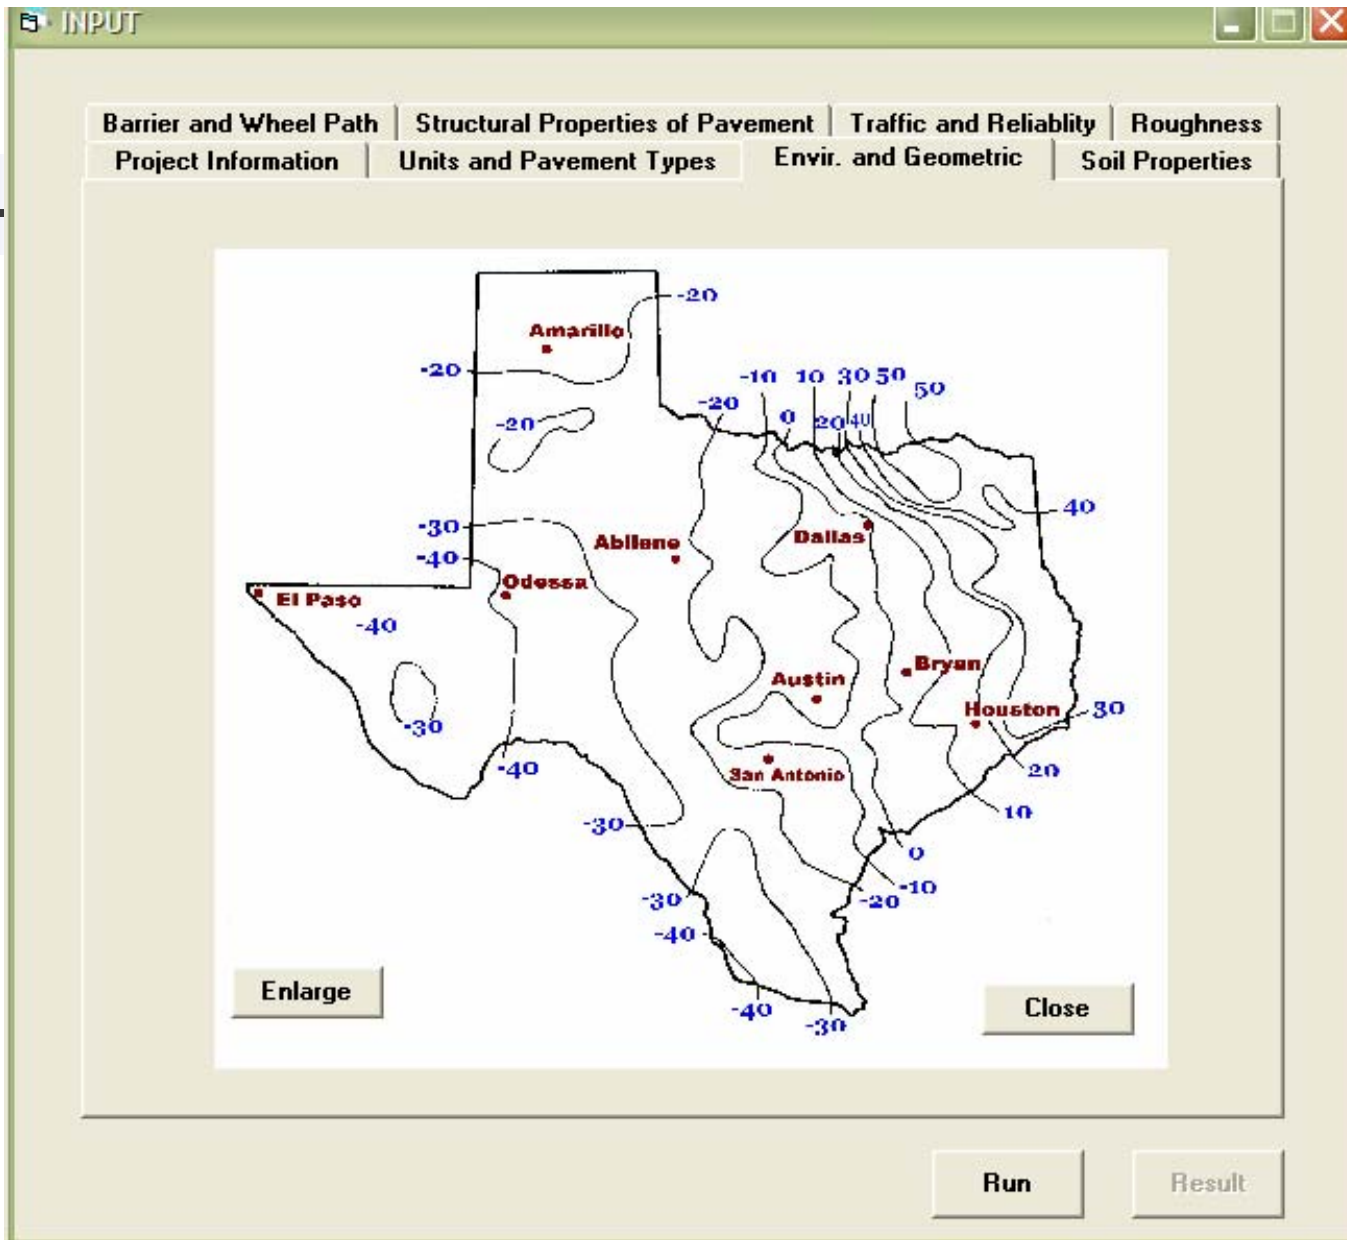 INPUT
Barrier and Wheel Path Structural Properties of Pavement Traffic and Reliablity Roughness
Project Information Units and Pavement Types Envir. and Geometric Soil Properties
-20
Amarillo
-20
-10 10 30 50
50
-20
0 20 40
-20
40
-30
Dallas
Abilene
-40
Odessa
El Paso
-40
Bryan
Austin
Houston 30
-30
-40
San Antonio
20
10
-30
0
-10
-30
-20
-40
Enlarge
-40
-30
Close
Run Result